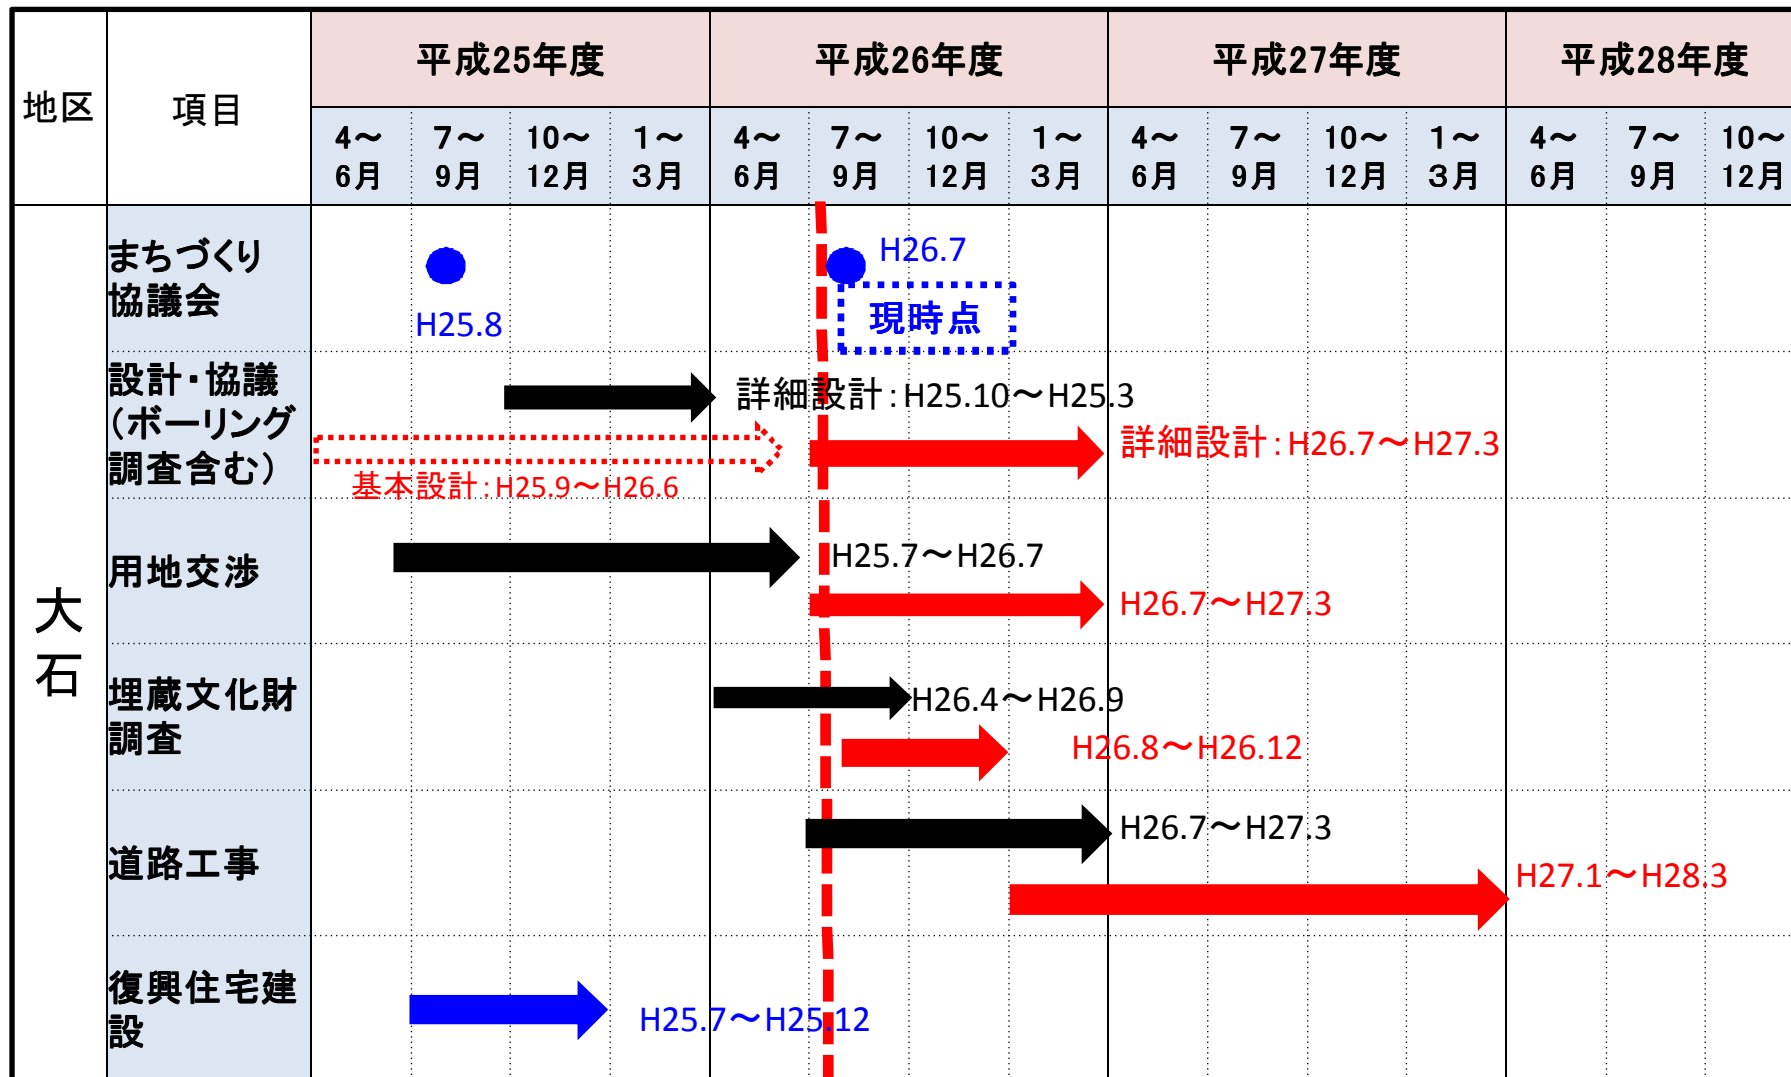 地区
項目
平成25年度
平成26年度
平成27年度
平成28年度
4～
6月
7～
9月
10～
12月
1～
3月
4～
6月
7～
9月
10～
12月
1～
3月
4～
6月
7～
9月
10～
12月
1～
3月
4～
6月
7～
9月
10～
12月
大
石
まちづくり
協議会
H25.8
H26.7
現時点
設計・協議
（ボーリング
調査含む）
詳細設計：H25.10～H25.3
詳細設計：H26.7～H27.3
基本設計：H25.9～H26.6
用地交渉
H25.7～H26.7
H26.7～H27.3
埋蔵文化財
調査
H26.4～H26.9
H26.8～H26.12
道路工事
H26.7～H27.3
H27.1～H28.3
復興住宅建
設
H25.7～H25.12